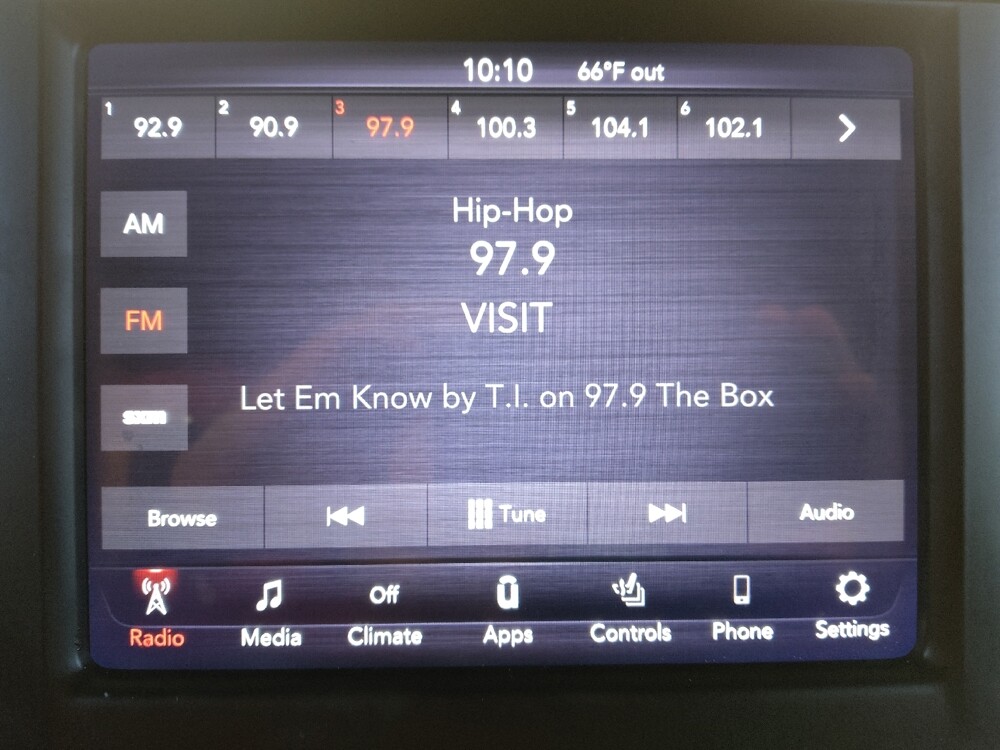 10:10 66°F out
1 92.9 2 90.9 3 97.9 4 100.3 5 104.1 6 102.1
AM
Hip-Hop
97.9
VISIT
FM
Let Em Know by T.I. on 97.9 The Box
sxm
Browse Tune Audio
Off
Radio Media Climate Apps Controls Phone Settings